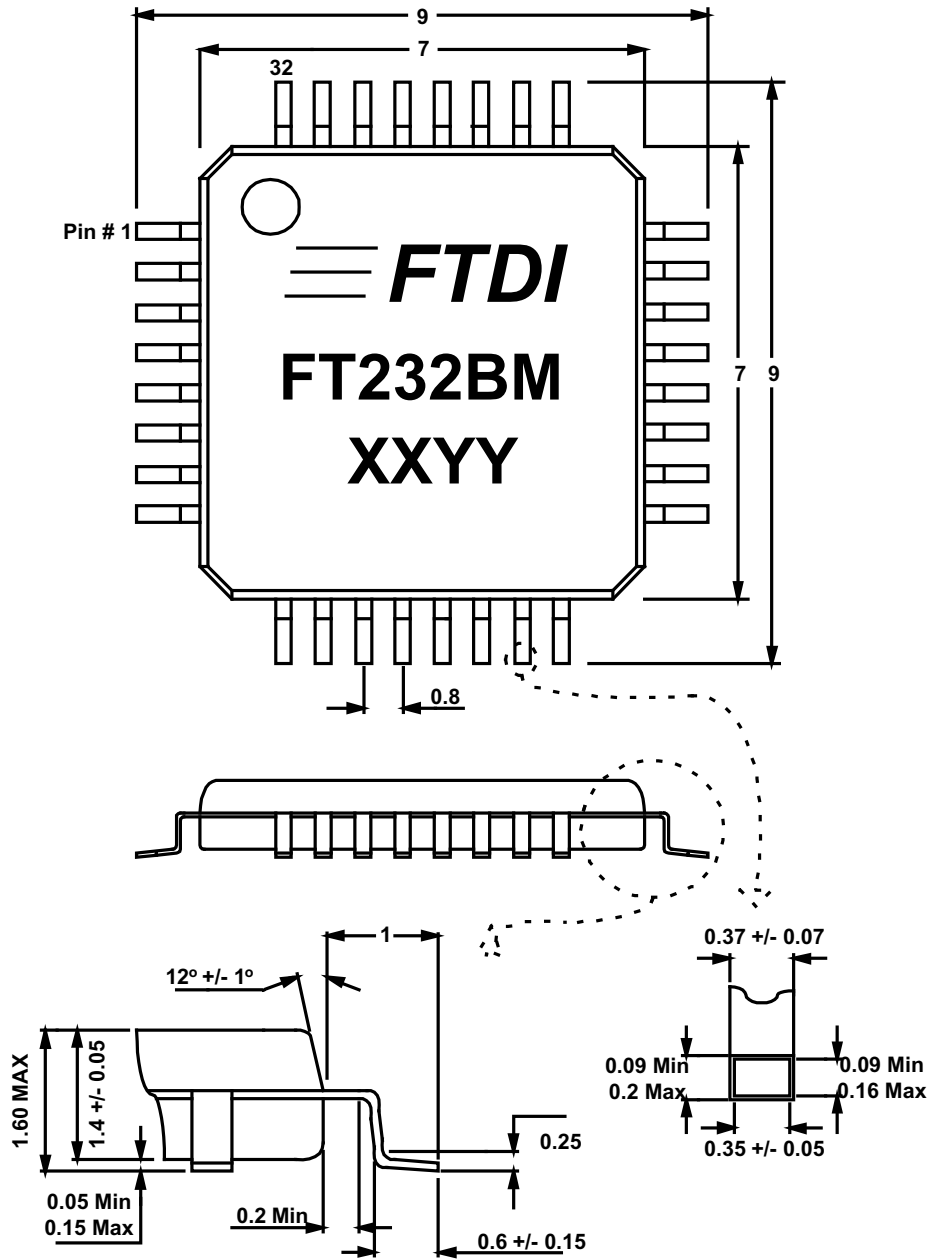 9
7
32
Pin # 1
FTDI
FT232BM
XXYY
7
9
0.8
1
0.37 +/- 0.07
12º +/- 1º
1.60 MAX
1.4 +/- 0.05
0.09 Min
0.2 Max
0.09 Min
0.16 Max
0.25
0.35 +/- 0.05
0.05 Min
0.15 Max
0.2 Min
0.6 +/- 0.15